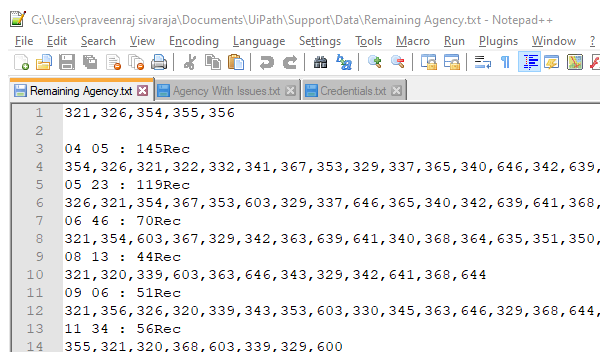 C:\Users\praveenraj sivaraja\Documents\UiPath\Support\Data\Remaining Agency.txt - Notepad++
File Edit Search View Encoding Language Settings Tools Macro Run Plugins Window ?
Remaining Agency.txt Agency With Issues.txt Credentials.txt
1 321,326,354,355,356
2
3 04 05 : 145Rec
4 354,326,321,322,332,341,367,353,329,337,365,340,646,342,639,
5 05 23 : 119Rec
6 326,321,354,367,353,603,329,337,646,365,340,342,639,641,368,
7 06 46 : 70Rec
8 321,354,603,367,329,342,363,639,641,340,368,364,635,351,350,
9 08 13 : 44Rec
10 321,320,339,603,363,646,343,329,342,641,368,644
11 09 06 : 51Rec
12 321,356,326,320,339,343,353,603,330,345,363,646,329,368,644,
13 11 34 : 56Rec
14 355,321,320,368,603,339,329,600